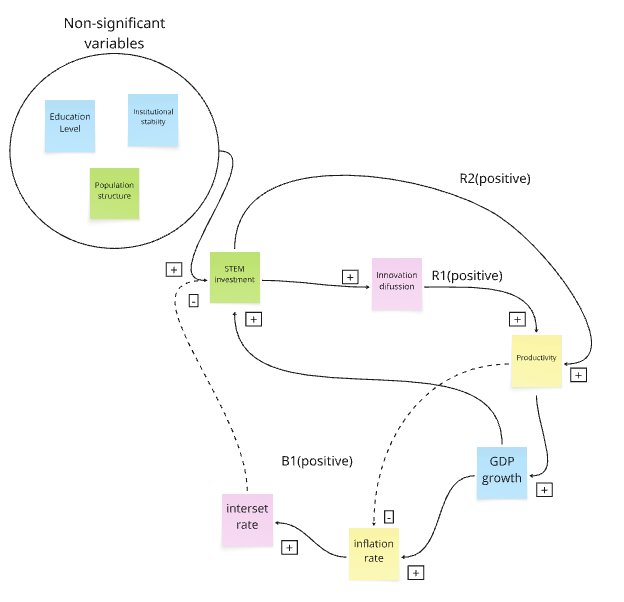 Non-significant
variables
Education
Level
Institutional
stability
Population
structure
R2(positive)
+
-
STEM
investment
+
+
Innovation
difussion
R1(positive)
+
Productivity
+
B1(positive)
GDP
growth
+
interset
rate
+
-
inflation
rate
+